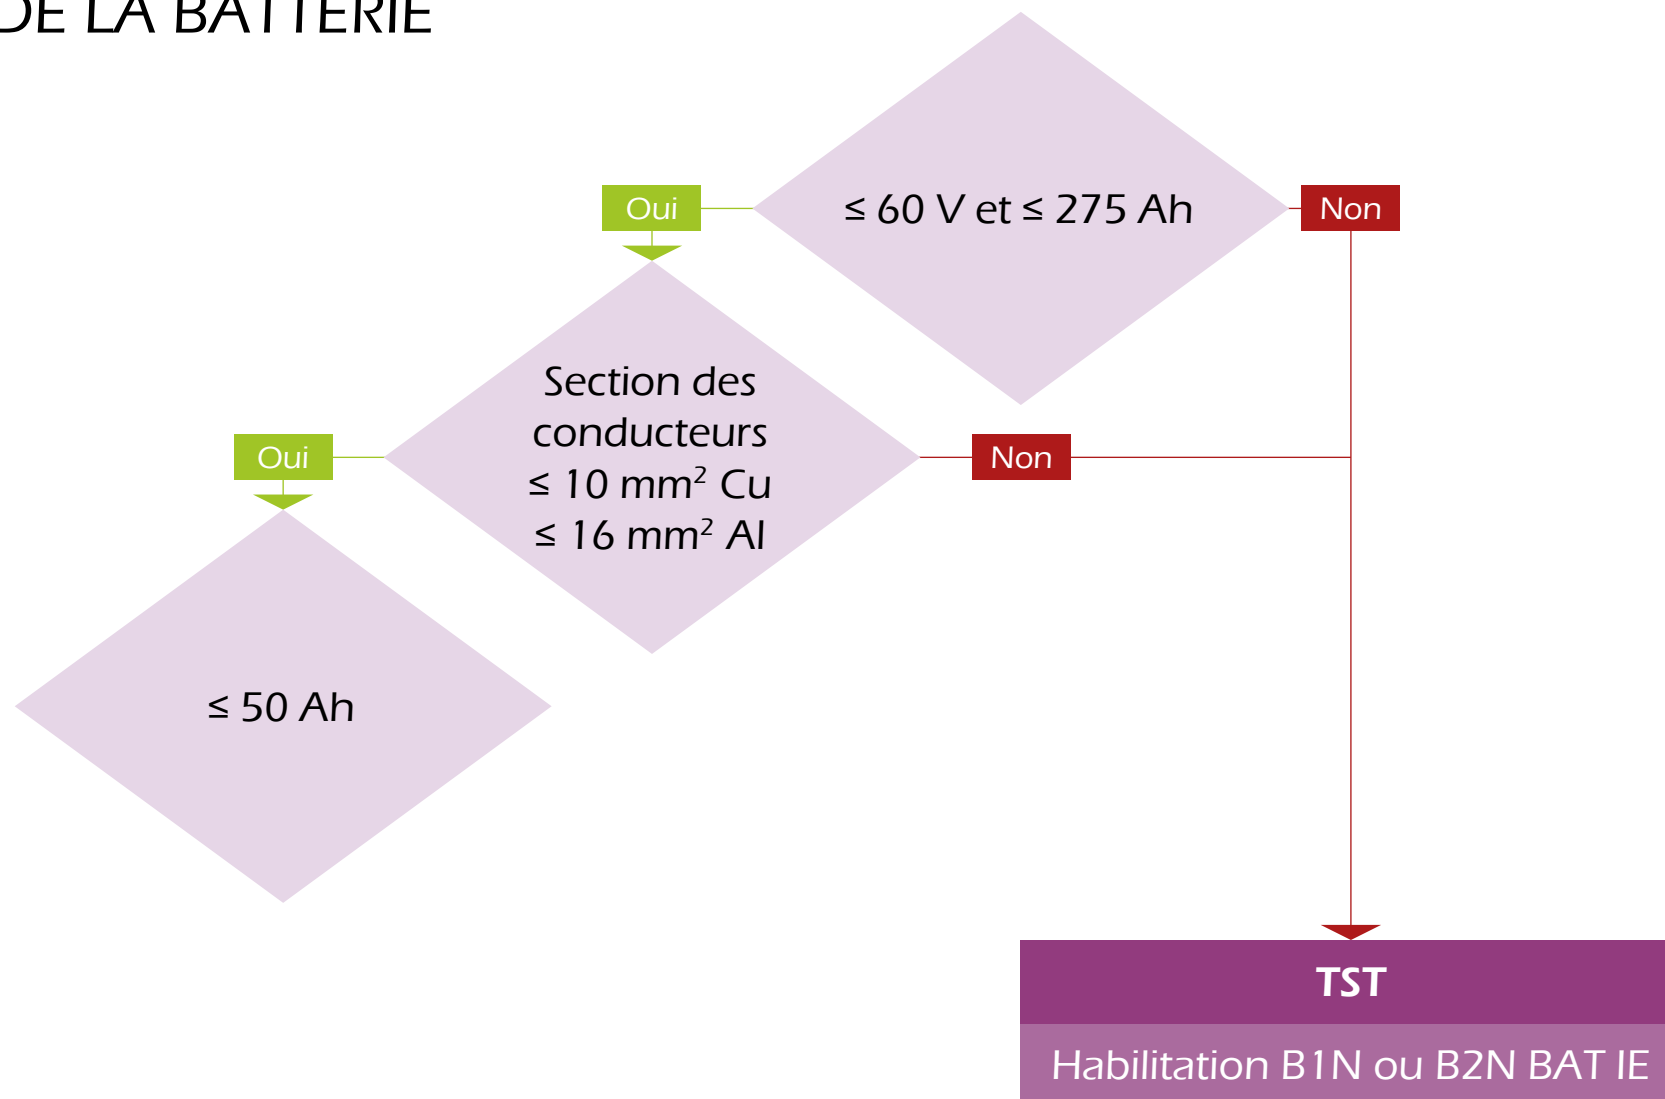 DE LA BATTERIE
≤ 60 V et ≤ 275 Ah
Oui
Non
Section des
conducteurs
≤ 10 mm² Cu
≤ 16 mm² Al
Oui
Non
≤ 50 Ah
TST
Habilitation B1N ou B2N BAT IE